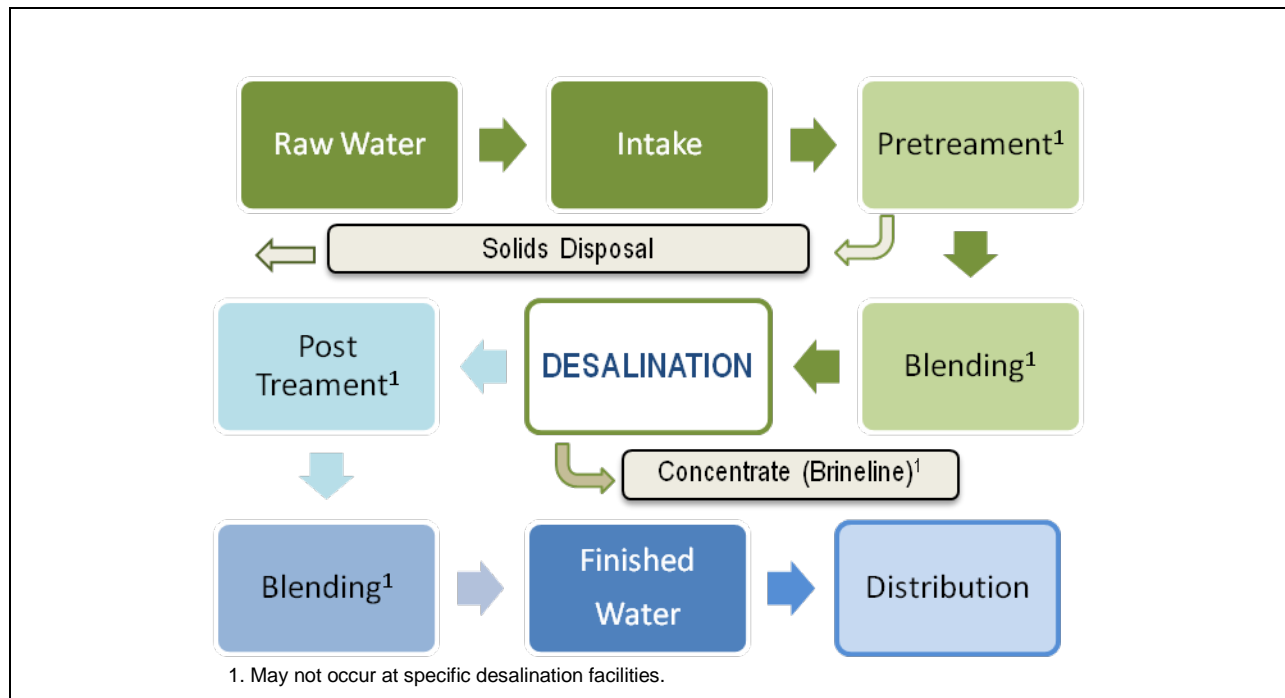 Raw Water
Intake
Pretreament¹
Solids Disposal
Post
Treament¹
DESALINATION
Blending¹
Concentrate (Brineline)¹
Blending¹
Finished
Water
Distribution
1. May not occur at specific desalination facilities.